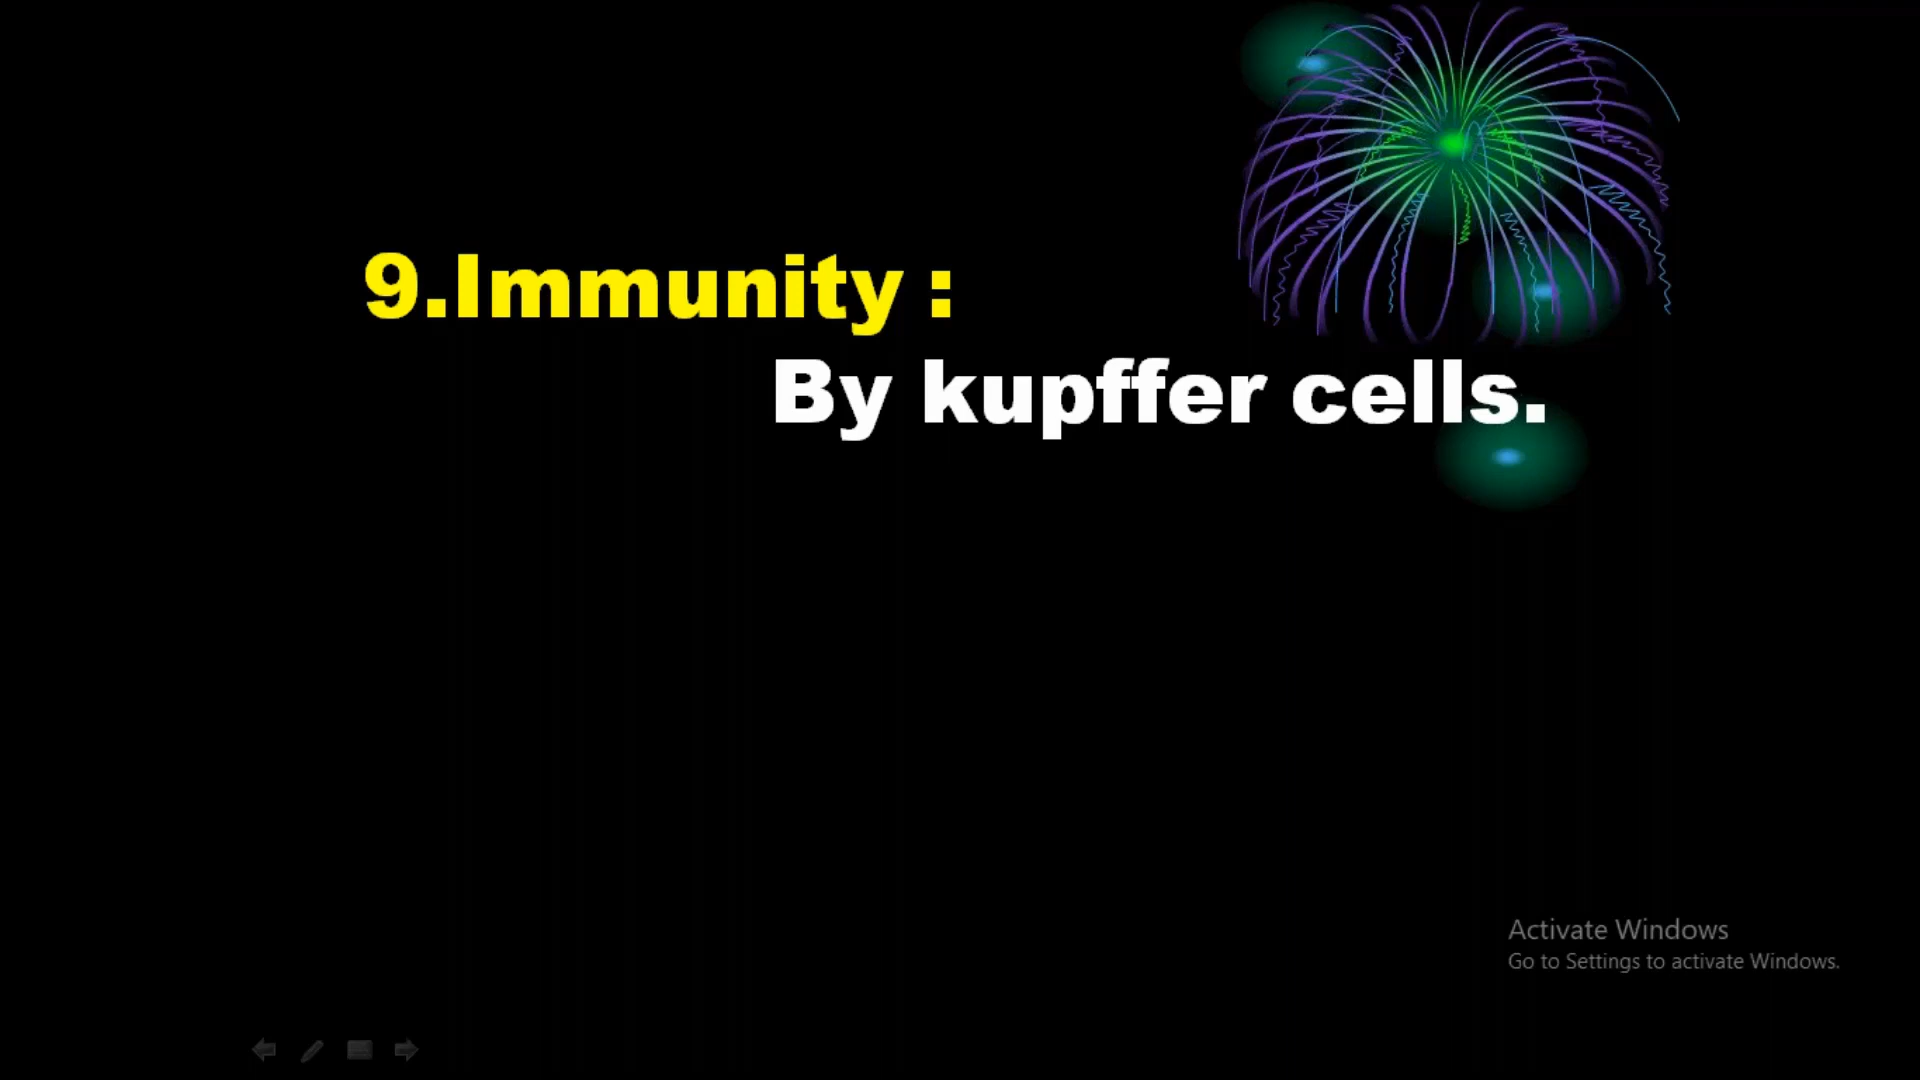 9.Immunity :
By kupffer cells.
Activate Windows
Go to Settings to activate Windows.